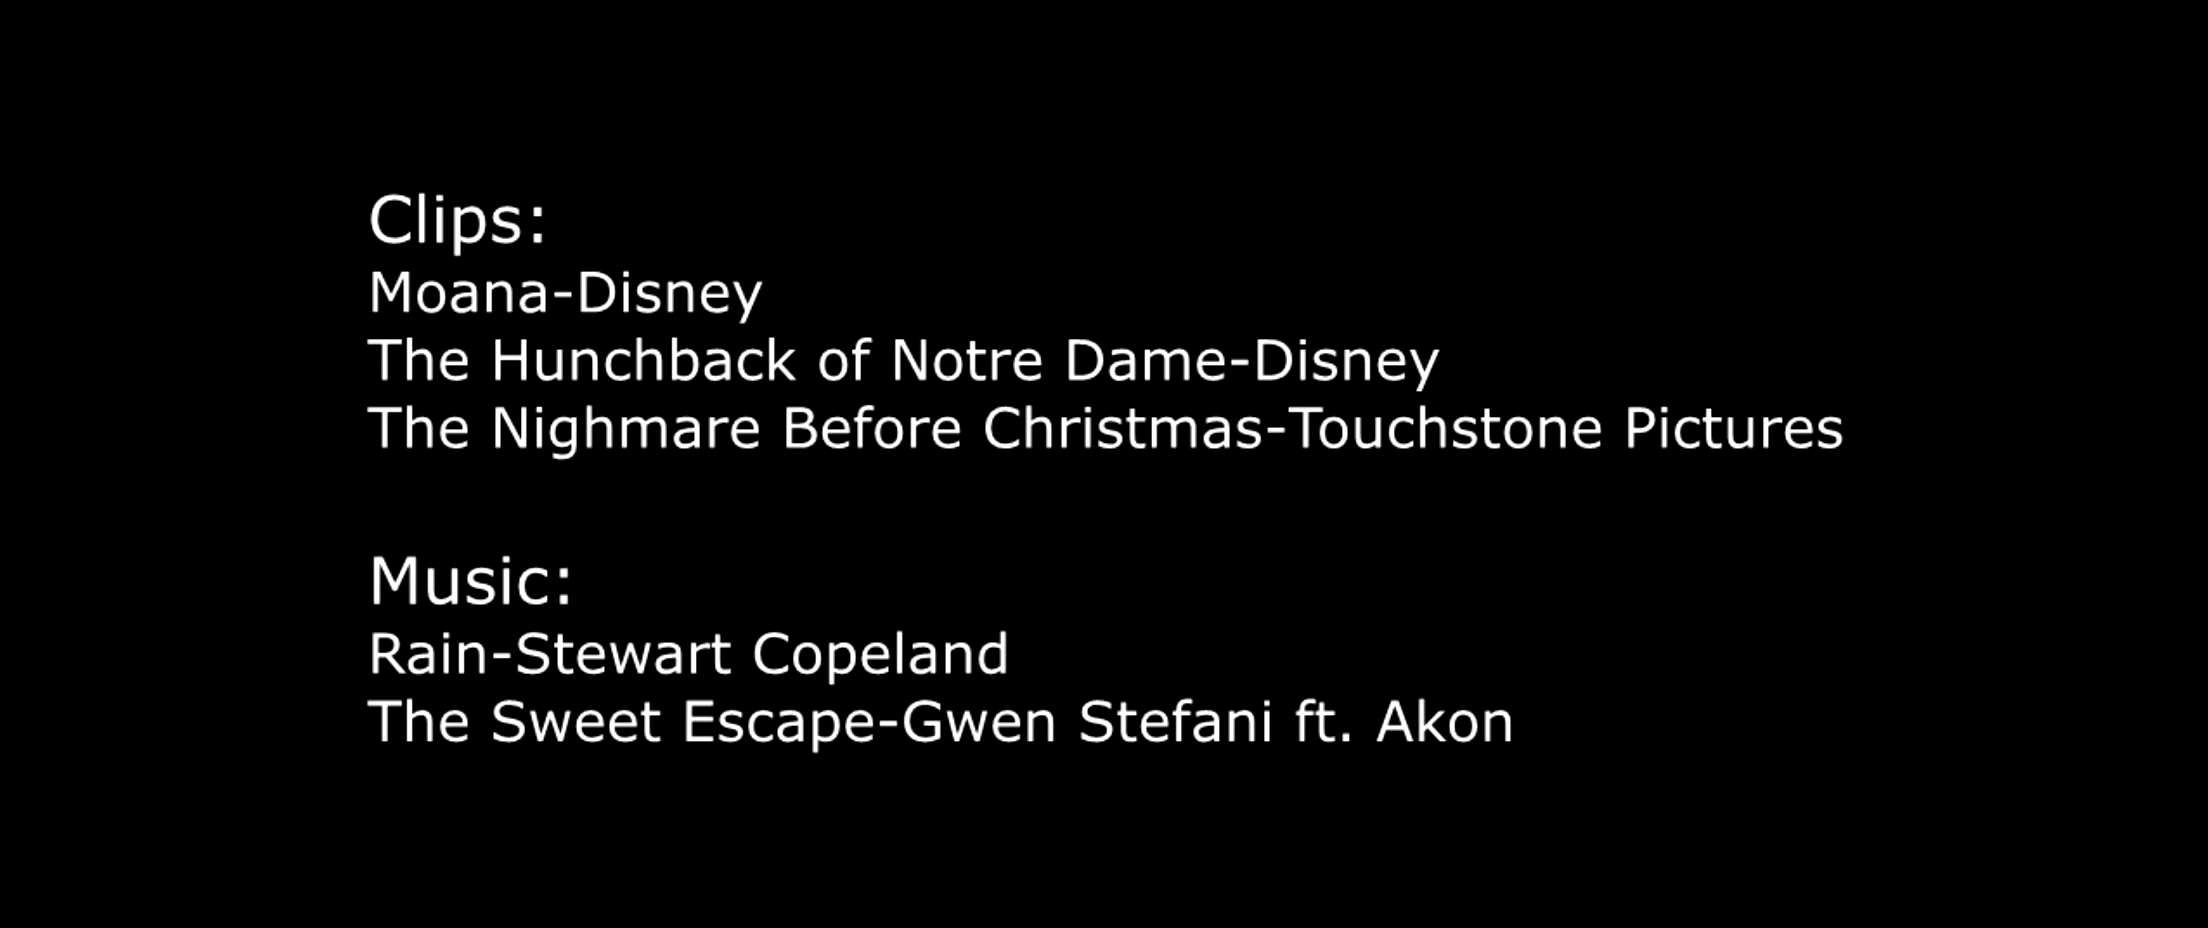 Clips:
Moana-Disney
The Hunchback of Notre Dame-Disney
The Nighmare Before Christmas-Touchstone Pictures
Music:
Rain-Stewart Copeland
The Sweet Escape-Gwen Stefani ft. Akon